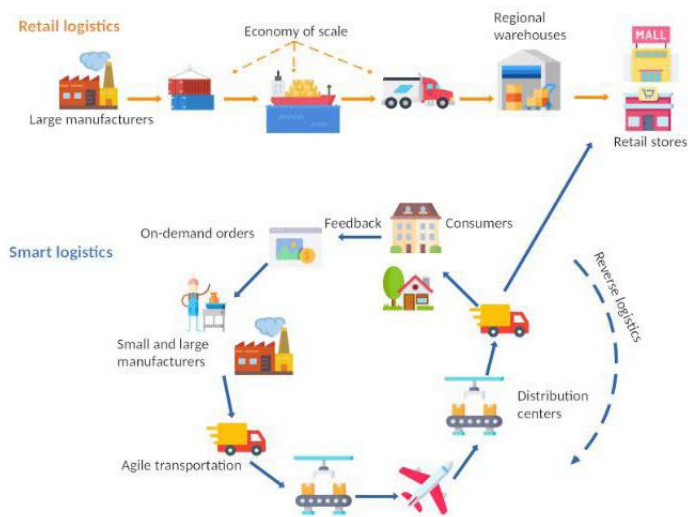 Retail logistics
Economy of scale
Regional
warehouses
MALL
Large manufacturers
Retail stores
Smart logistics
On-demand orders
Feedback
Consumers
Reverse logistics
Small and large
manufacturers
Distribution
centers
Agile transportation